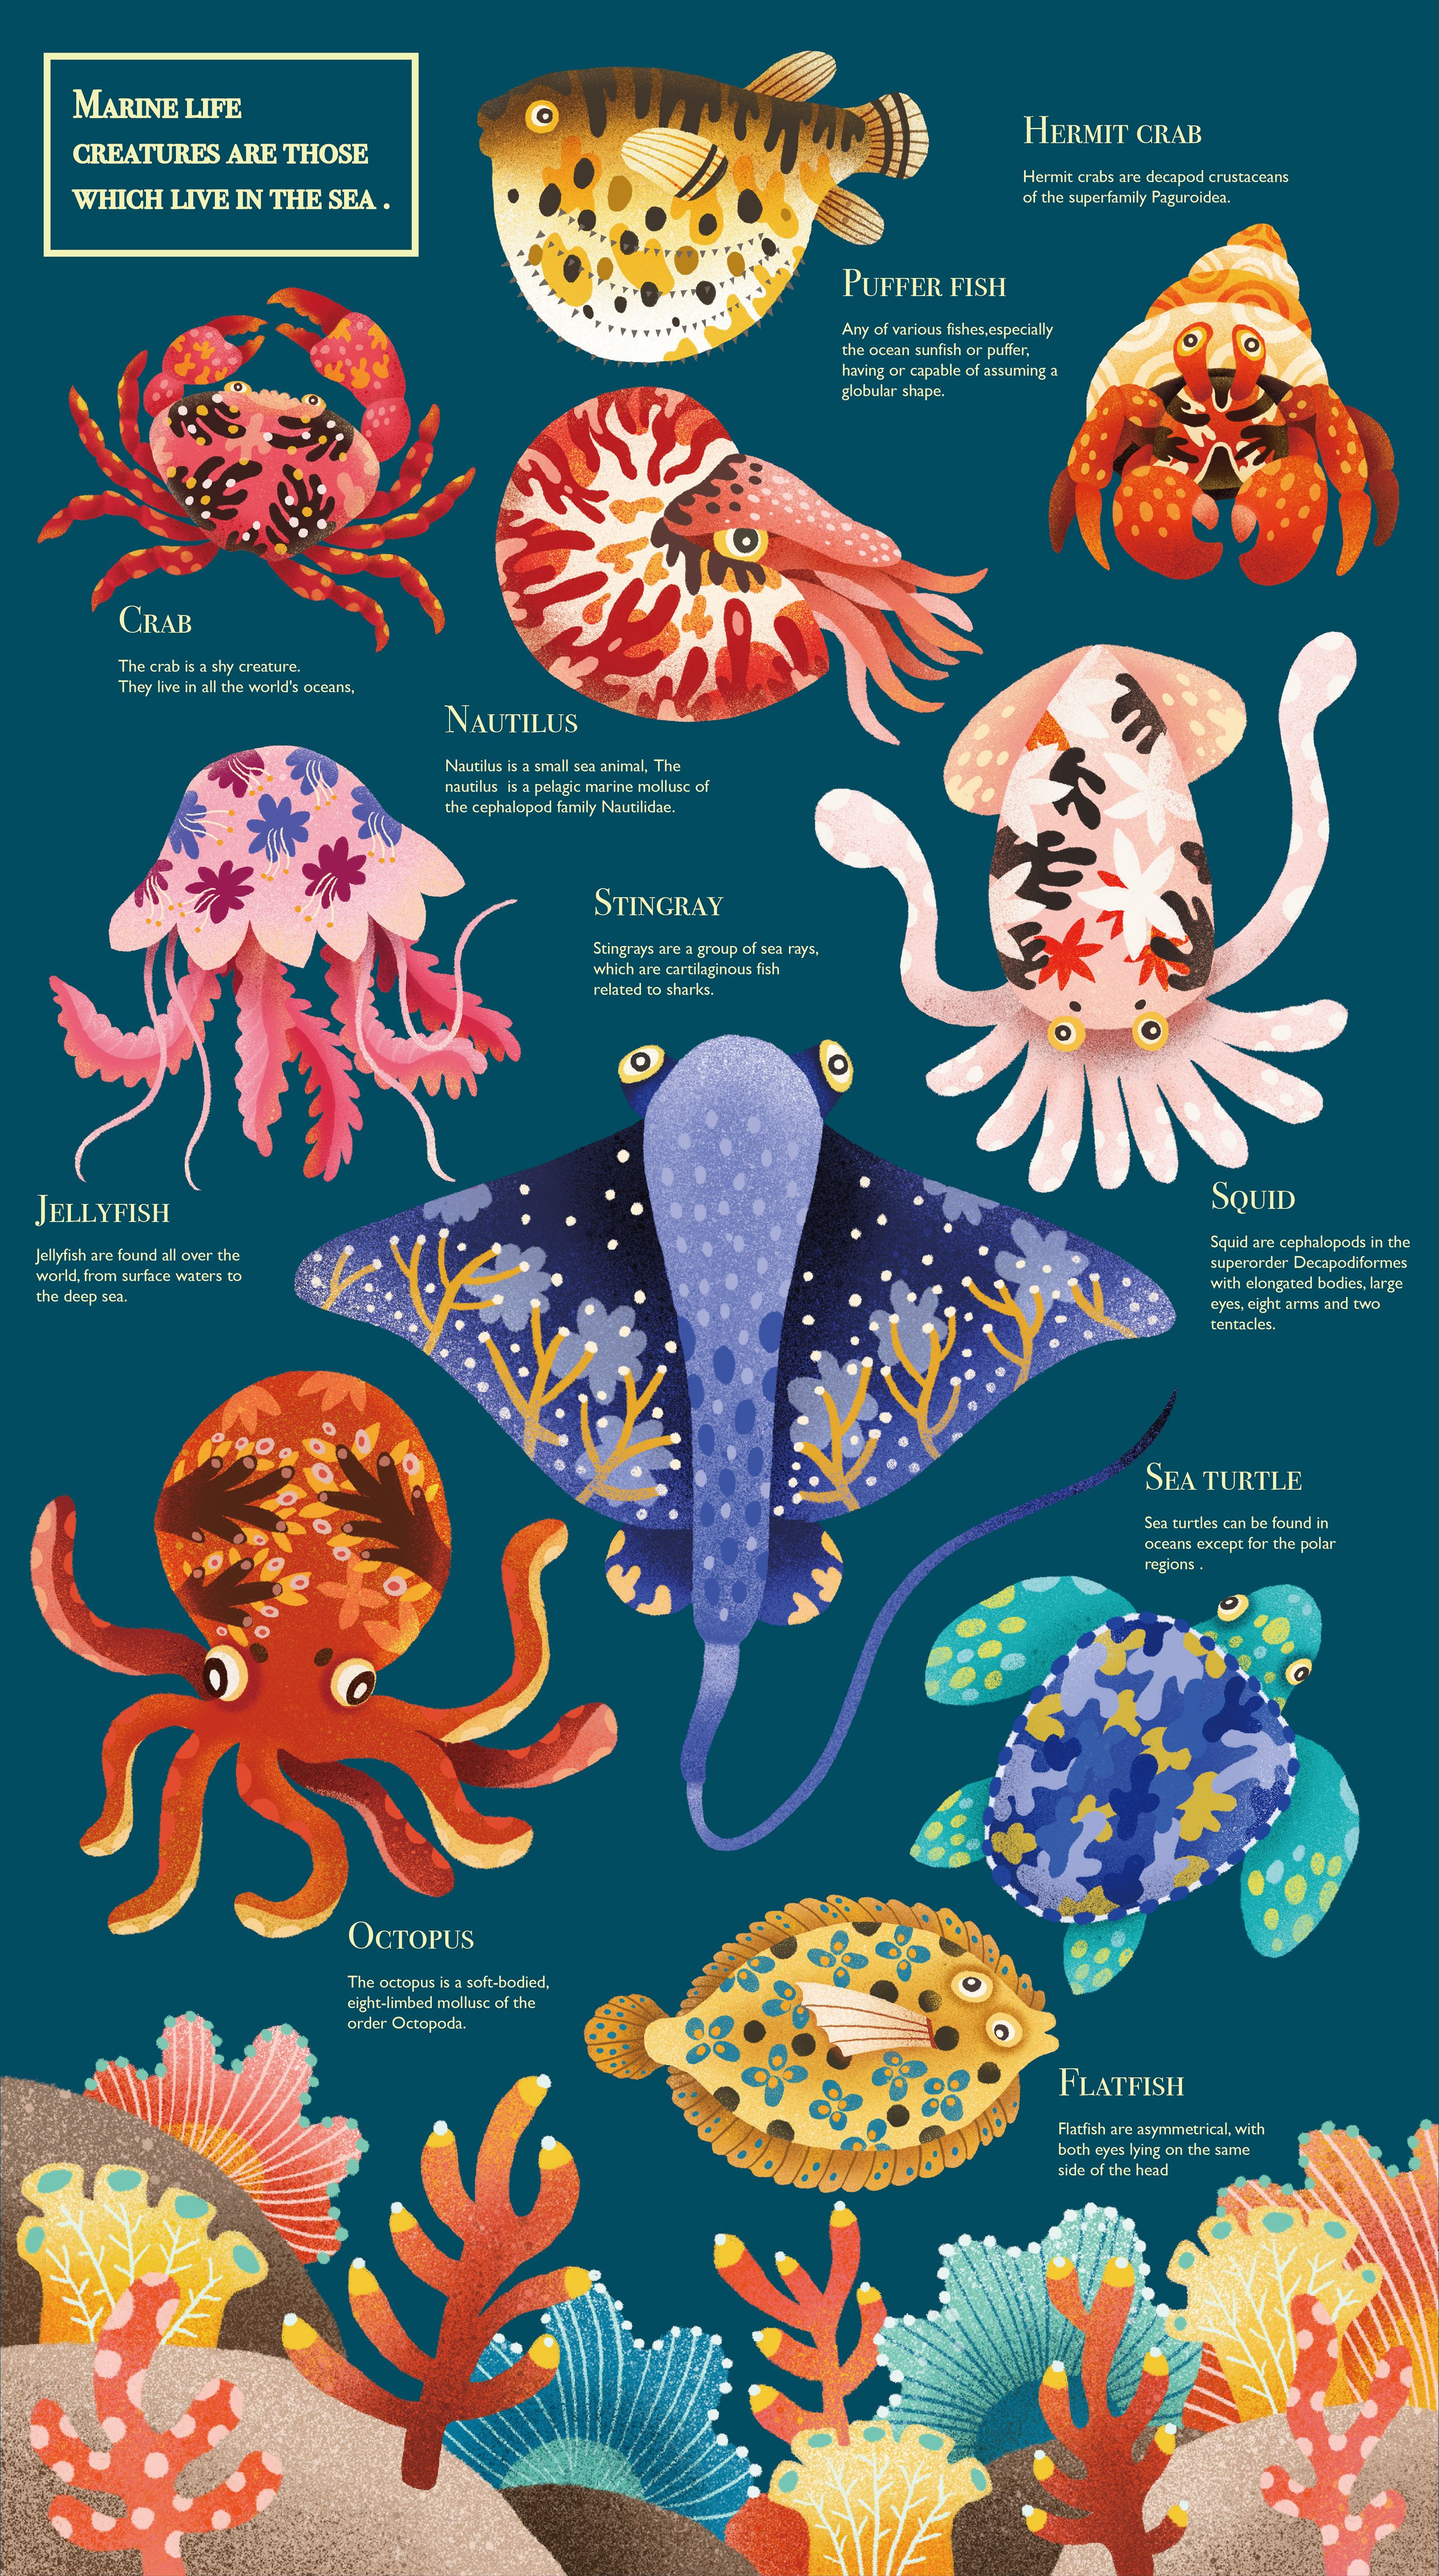 MARINE LIFE
CREATURES ARE THOSE
WHICH LIVE IN THE SEA .
HERMIT CRAB
Hermit crabs are decapod crustaceans
of the superfamily Paguroidea.
PUFFER FISH
Any of various fishes,especially
the ocean sunfish or puffer,
having or capable of assuming a
globular shape.
CRAB
The crab is a shy creature.
They live in all the world's oceans,
NAUTILUS
Nautilus is a small sea animal, The
nautilus is a pelagic marine mollusc of
the cephalopod family Nautilidae.
STINGRAY
Stingrays are a group of sea rays,
which are cartilaginous fish
related to sharks.
JELLYFISH
Jellyfish are found all over the
world, from surface waters to
the deep sea.
SQUID
Squid are cephalopods in the
superorder Decapodiformes
with elongated bodies, large
eyes, eight arms and two
tentacles.
SEA TURTLE
Sea turtles can be found in
oceans except for the polar
regions .
OCTOPUS
The octopus is a soft-bodied,
eight-limbed mollusc of the
order Octopoda.
FLATFISH
Flatfish are asymmetrical, with
both eyes lying on the same
side of the head